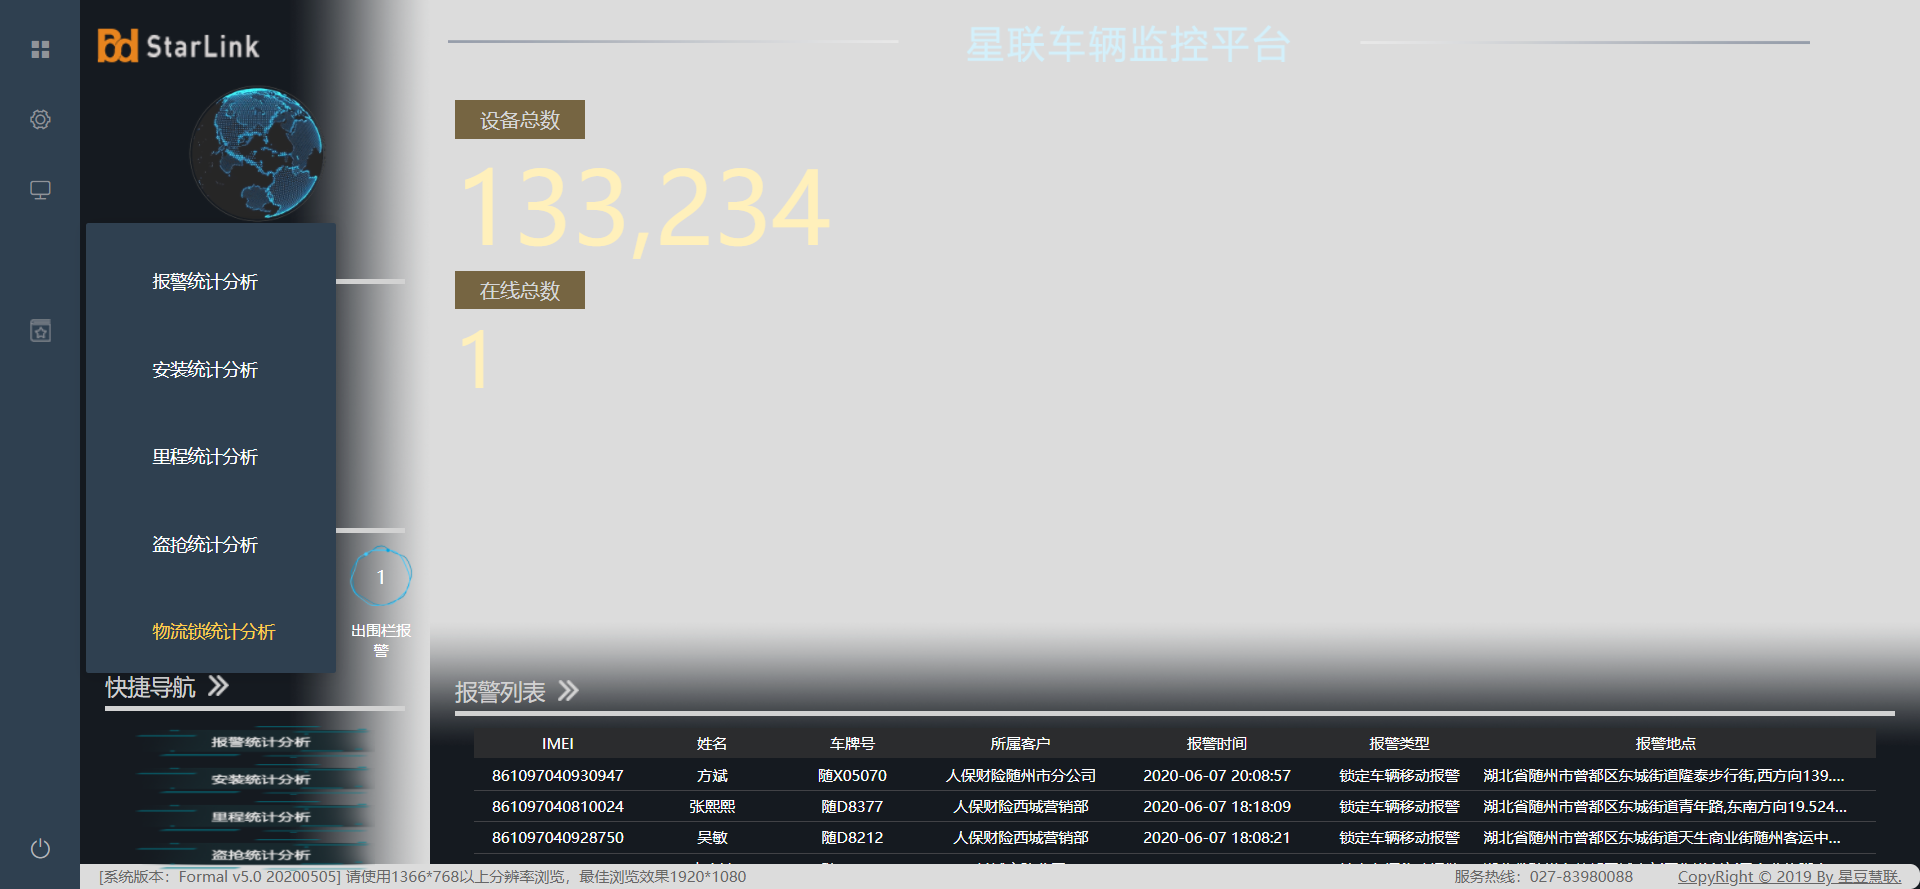 StarLink
星联车辆监控平台
设备总数
133,234
在线总数
1
报警统计分析
安装统计分析
里程统计分析
盗抢统计分析
物流锁统计分析
1
出围栏报
警
快捷导航
报警统计分析
安装统计分析
里程统计分析
盗抢统计分析
报警列表
IMEI 姓名 车牌号 所属客户 报警时间 报警类型 报警地点
861097040930947 方斌 随X05070 人保财险随州市分公司 2020-06-07 20:08:57 锁定车辆移动报警 湖北省随州市曾都区东城街道隆泰步行街,西方向139....
861097040810024 张熙熙 随D8377 人保财险西城营销部 2020-06-07 18:18:09 锁定车辆移动报警 湖北省随州市曾都区东城街道青年路,东南方向19.524...
861097040928750 吴敏 随D8212 人保财险西城营销部 2020-06-07 18:08:21 锁定车辆移动报警 湖北省随州市曾都区东城街道天生商业街随州客运中...
[系统版本：Formal v5.0 20200505] 请使用1366*768以上分辨率浏览，最佳浏览效果1920*1080
服务热线：027-83980088
CopyRight © 2019 By 星豆慧联.